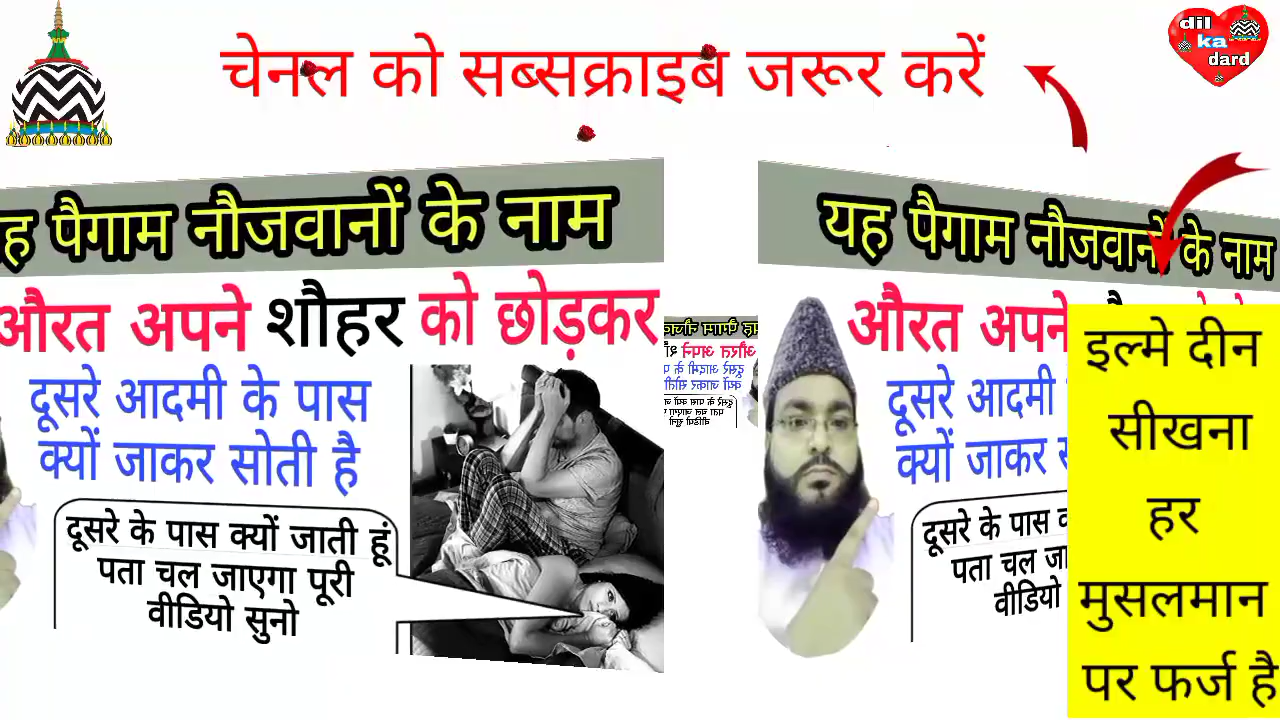 चेनल को सब्सक्राइब जरूर करें
dil
ka
dard
ह पैगाम नौजवानों के नाम
औरत अपने शौहर को छोड़कर
दूसरे आदमी के पास
क्यों जाकर सोती है
दूसरे के पास क्यों जाती हूं
पता चल जाएगा पूरी
वीडियो सुनो
यह पैगाम नौजवानों के नाम
औरत अपने
दूसरे आदमी
क्यों जाकर
दूसरे के पास
पता चल
वीडियो
इल्मे दीन
सीखना
हर
मुसलमान
पर फर्ज है